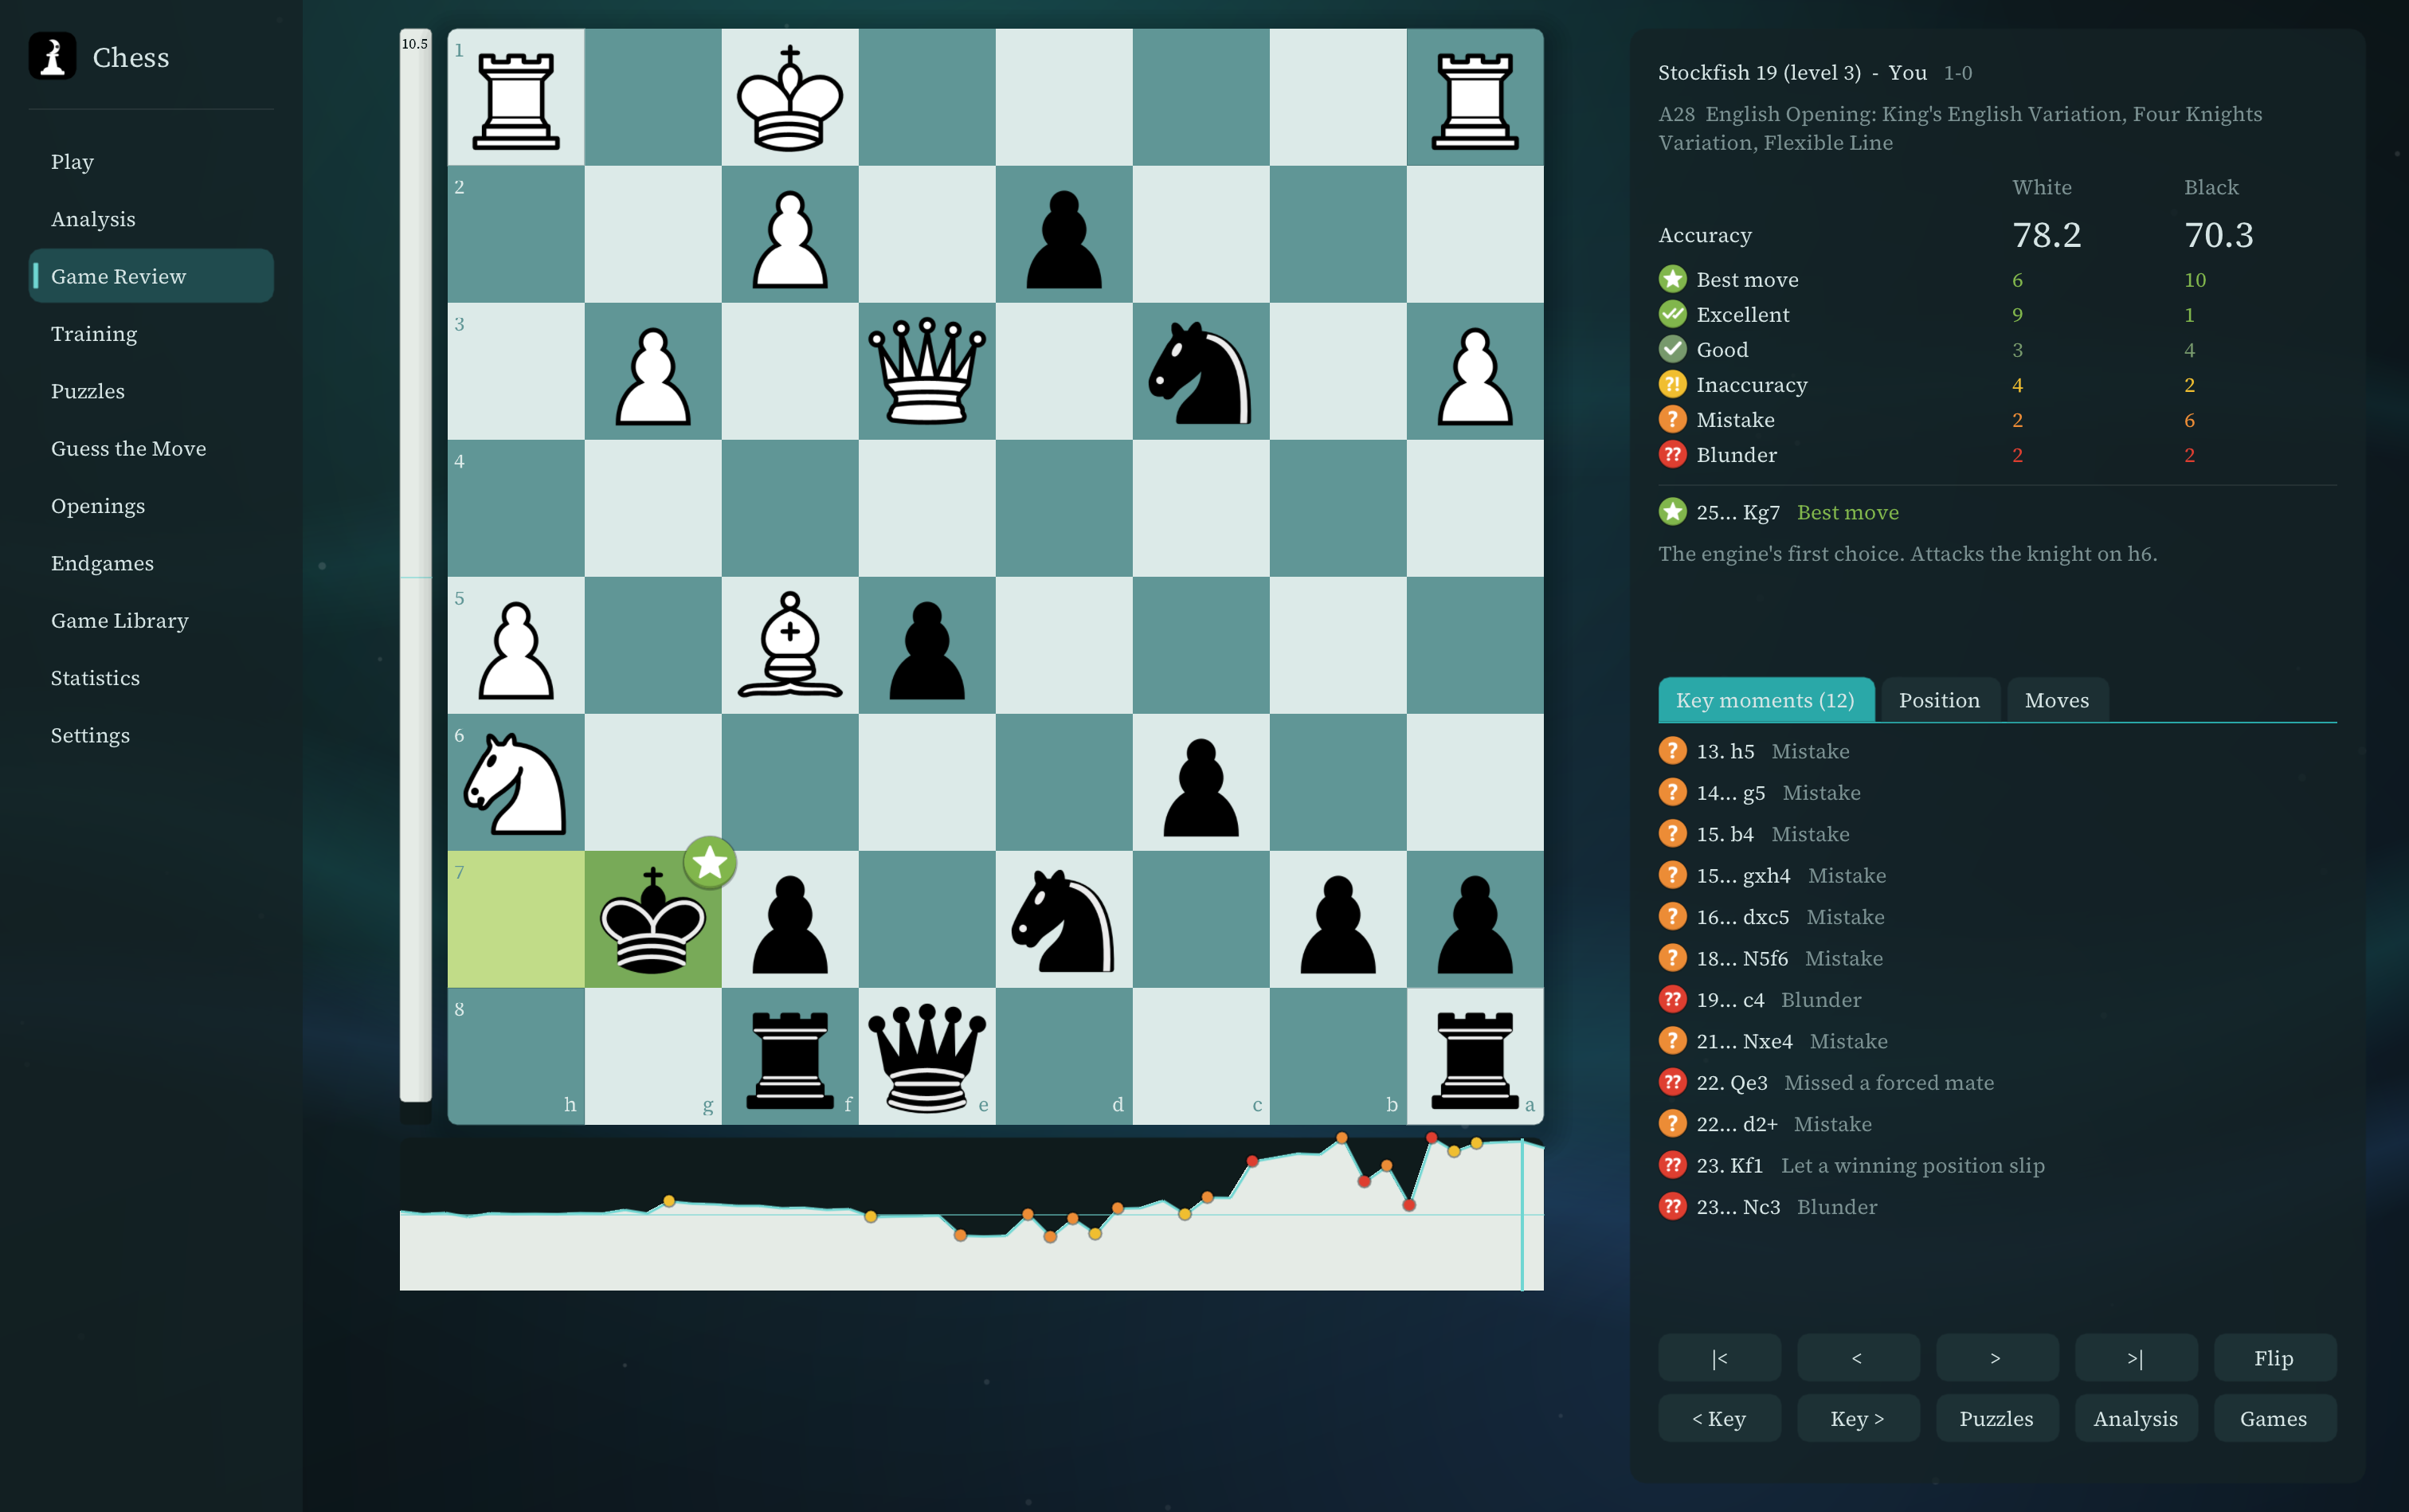 Chess
Play
Analysis
Game Review
Training
Puzzles
Guess the Move
Openings
Endgames
Game Library
Statistics
Settings
10.5
1
2
3
4
5
6
7
8
h g f e d c b a
Stockfish 19 (level 3) - You 1-0
A28 English Opening: King's English Variation, Four Knights
Variation, Flexible Line
White Black
Accuracy 78.2 70.3
Best move 6 10
Excellent 9 1
Good 3 4
?! Inaccuracy 4 2
? Mistake 2 6
?? Blunder 2 2
25... Kg7 Best move
The engine's first choice. Attacks the knight on h6.
Key moments (12) Position Moves
? 13. h5 Mistake
? 14... g5 Mistake
? 15. b4 Mistake
? 15... gxh4 Mistake
? 16... dxc5 Mistake
? 18... N5f6 Mistake
?? 19... c4 Blunder
? 21... Nxe4 Mistake
?? 22. Qe3 Missed a forced mate
? 22... d2+ Mistake
?? 23. Kf1 Let a winning position slip
?? 23... Nc3 Blunder
|< < > >| Flip
< Key Key > Puzzles Analysis Games